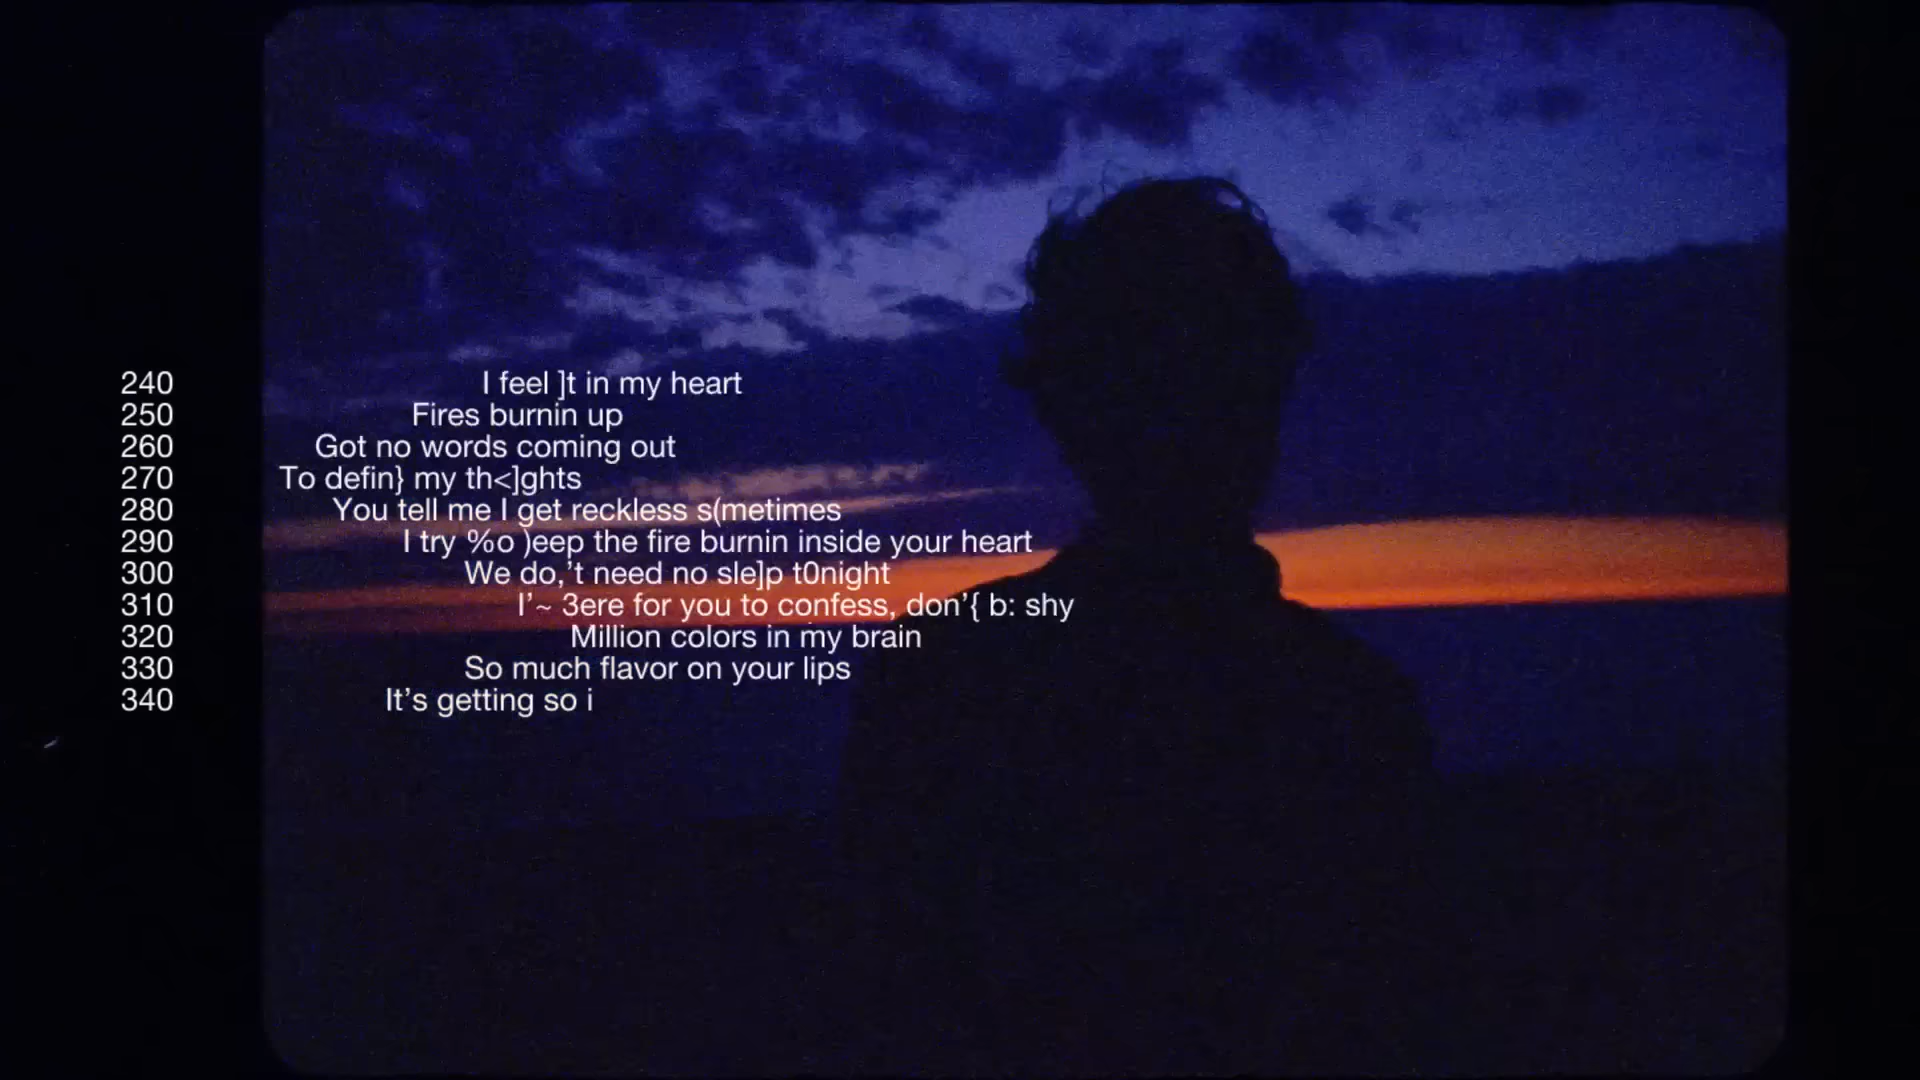 240 I feel ]t in my heart
250 Fires burnin up
260 Got no words coming out
270 To defin} my th<]ghts
280 You tell me I get reckless s(metimes
290 I try %o )eep the fire burnin inside your heart
300 We do,’t need no sle]p t0night
310 I’~ 3ere for you to confess, don’{ b: shy
320 Million colors in my brain
330 So much flavor on your lips
340 It’s getting so i